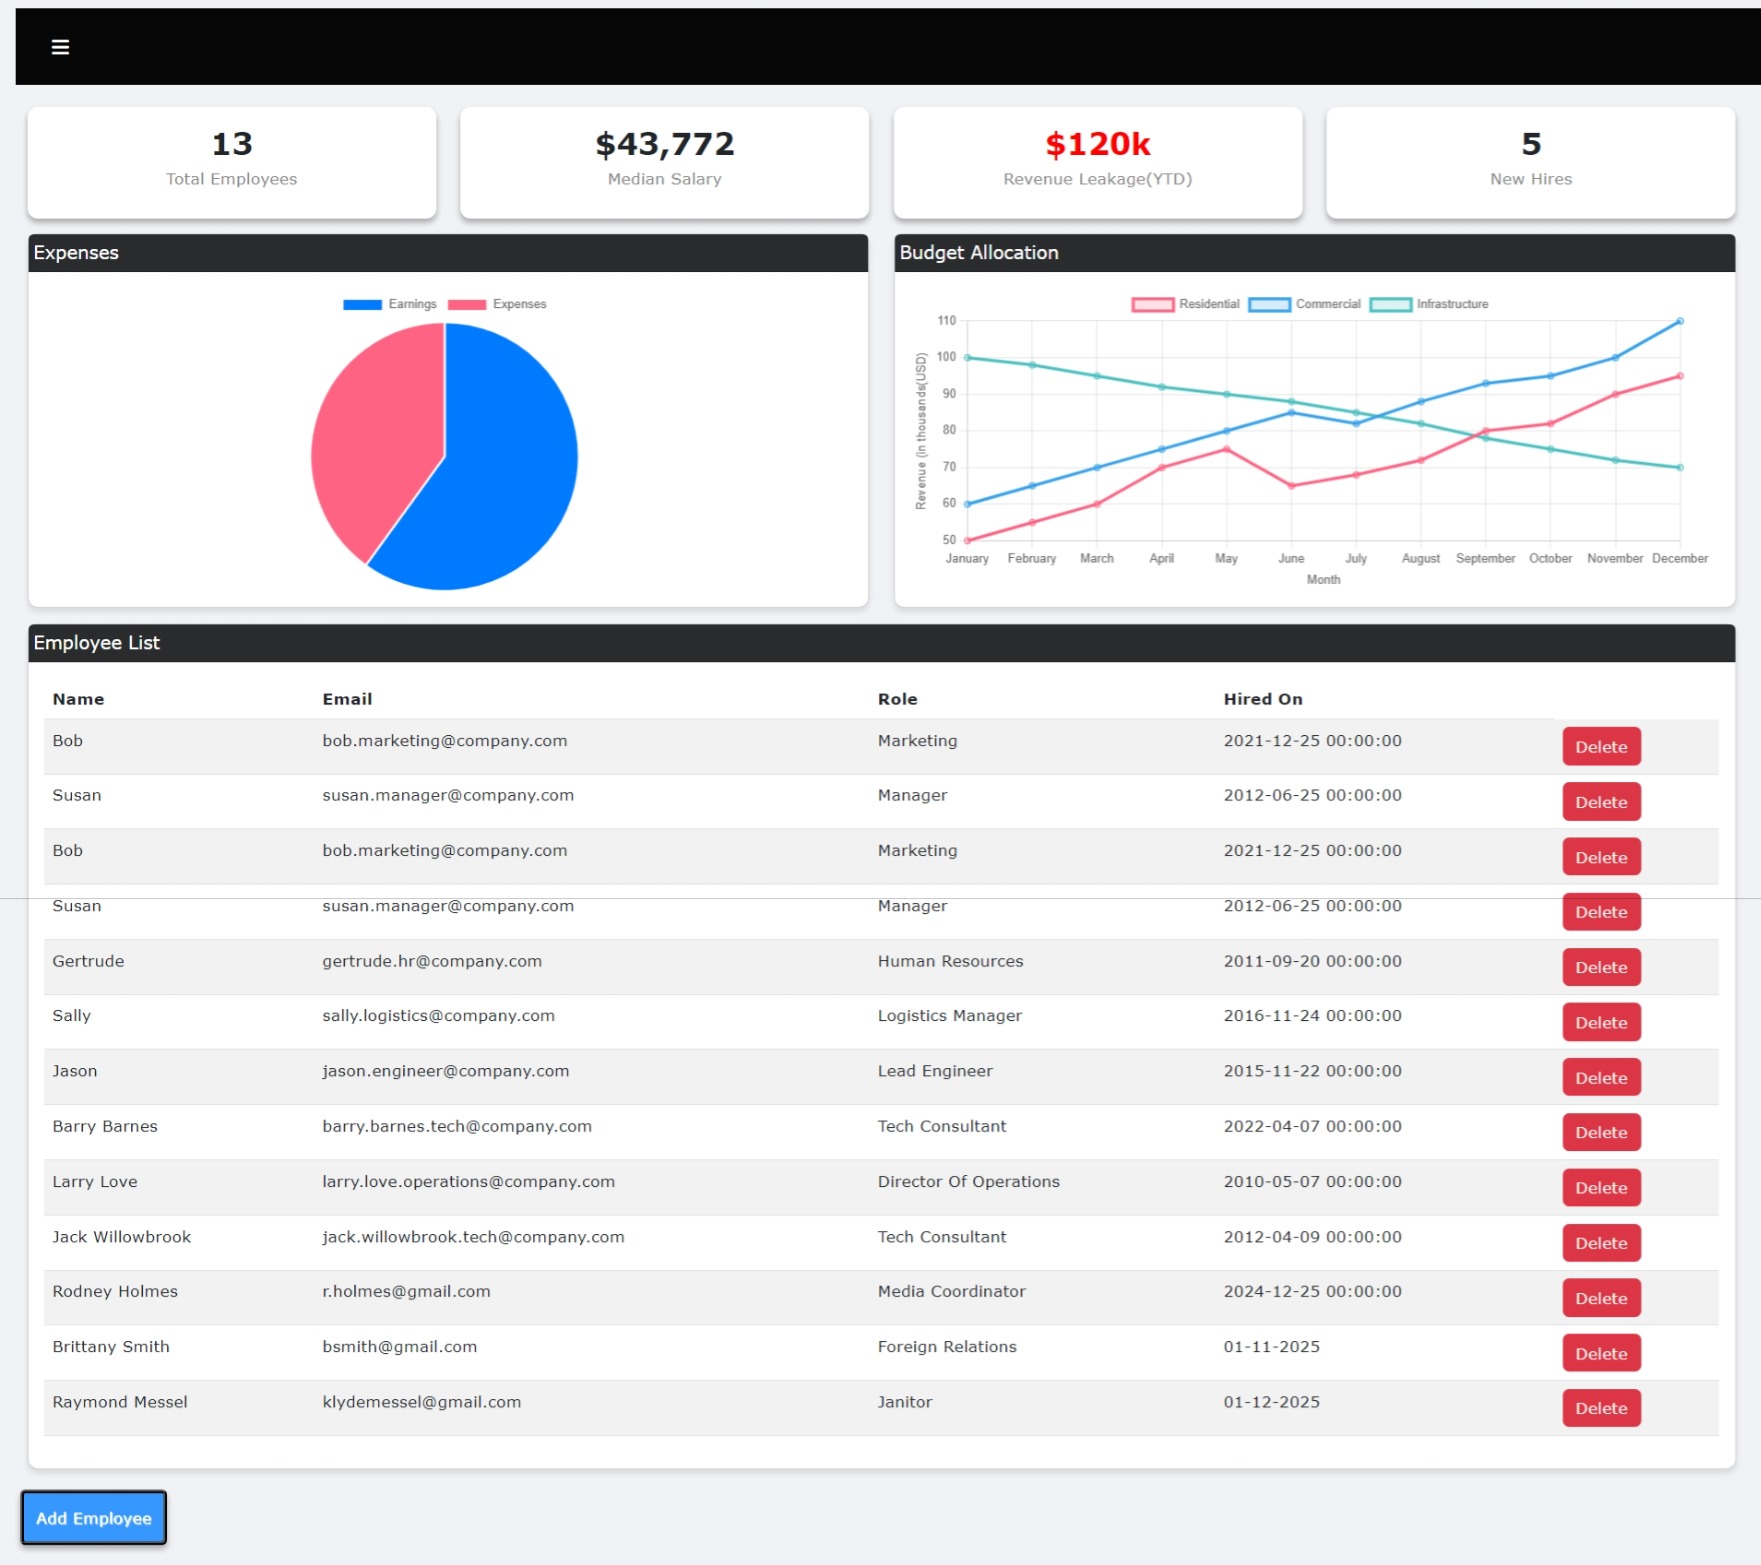 13
Total Employees
$43,772
Median Salary
$120k
Revenue Leakage(YTD)
5
New Hires
Expenses
Earnings Expenses
Budget Allocation
Residential Commercial Infrastructure
Revenue (in thousands(USD)
110
100
90
80
70
60
50
January February March April May June July August September October November December
Month
Employee List
Name Email Role Hired On
Bob bob.marketing@company.com Marketing 2021-12-25 00:00:00 Delete
Susan susan.manager@company.com Manager 2012-06-25 00:00:00 Delete
Bob bob.marketing@company.com Marketing 2021-12-25 00:00:00 Delete
Susan susan.manager@company.com Manager 2012-06-25 00:00:00 Delete
Gertrude gertrude.hr@company.com Human Resources 2011-09-20 00:00:00 Delete
Sally sally.logistics@company.com Logistics Manager 2016-11-24 00:00:00 Delete
Jason jason.engineer@company.com Lead Engineer 2015-11-22 00:00:00 Delete
Barry Barnes barry.barnes.tech@company.com Tech Consultant 2022-04-07 00:00:00 Delete
Larry Love larry.love.operations@company.com Director Of Operations 2010-05-07 00:00:00 Delete
Jack Willowbrook jack.willowbrook.tech@company.com Tech Consultant 2012-04-09 00:00:00 Delete
Rodney Holmes r.holmes@gmail.com Media Coordinator 2024-12-25 00:00:00 Delete
Brittany Smith bsmith@gmail.com Foreign Relations 01-11-2025 Delete
Raymond Messel klydemessel@gmail.com Janitor 01-12-2025 Delete
Add Employee